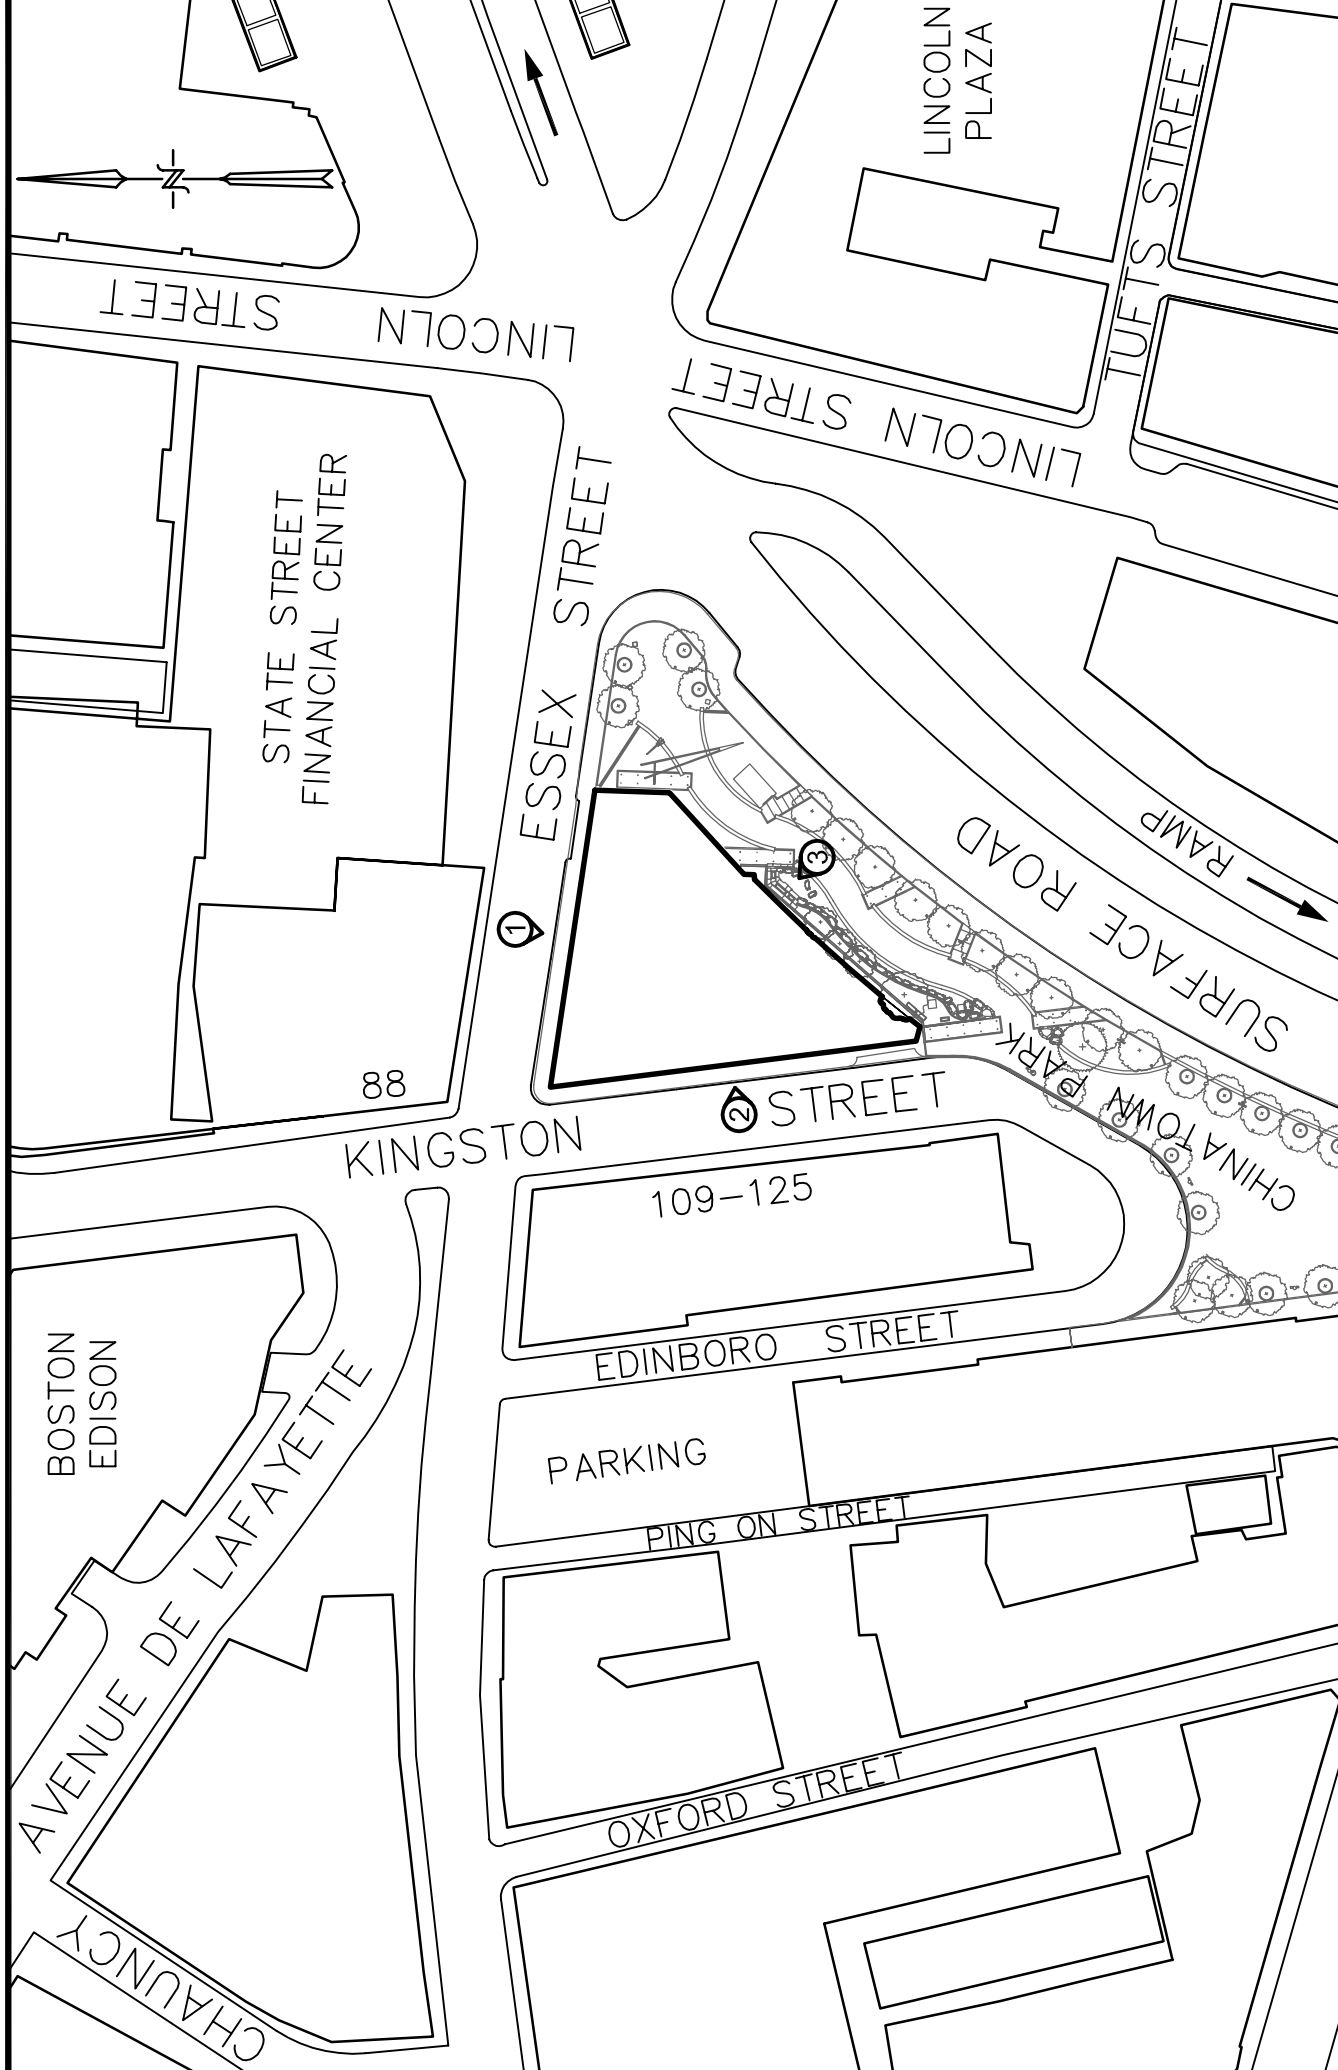 LINCOLN
PLAZA
TUFTS STREET
N
LINCOLN STREET
LINCOLN STREET
STATE STREET
FINANCIAL CENTER
ESSEX STREET
SURFACE ROAD
RAMP
1
2
3
88
KINGSTON STREET
CHINATOWN PARK
109-125
BOSTON
EDISON
EDINBORO STREET
AVENUE DE LAFAYETTE
PARKING
PING ON STREET
OXFORD STREET
CHAUNCY